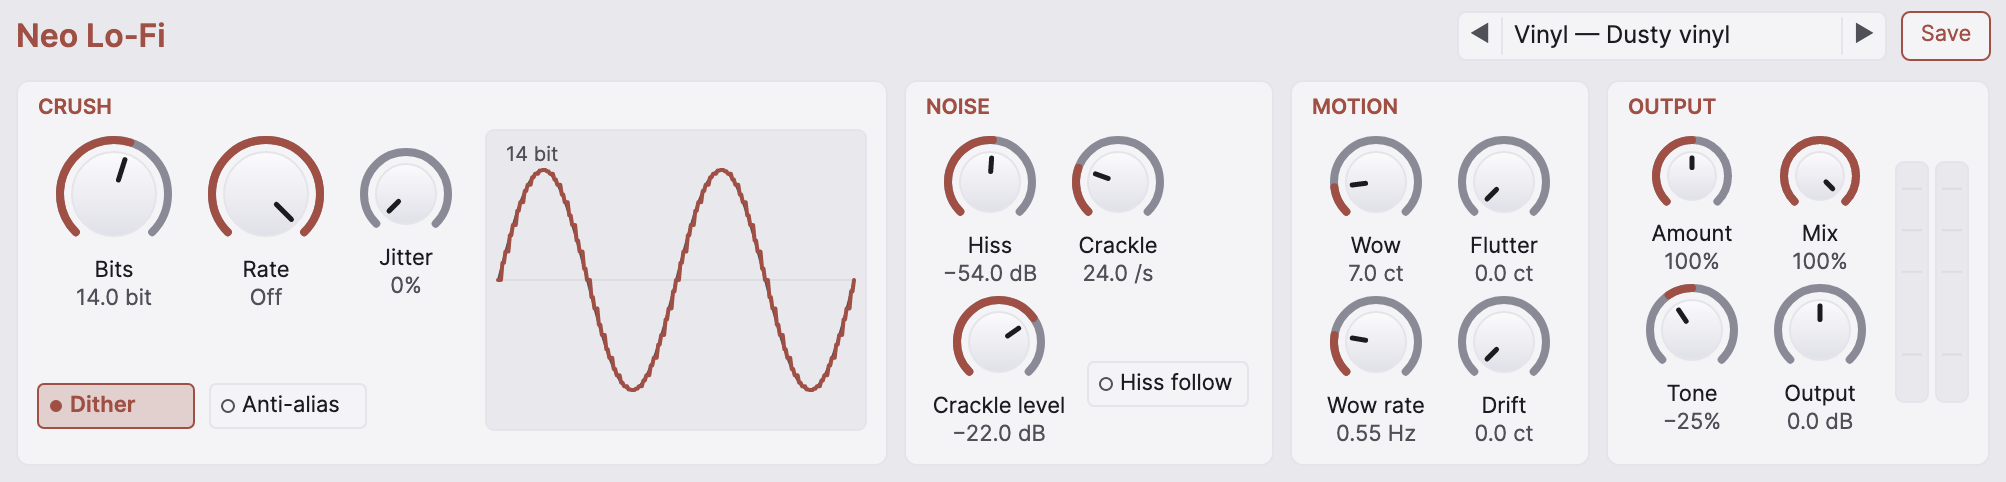 Neo Lo-Fi
Vinyl — Dusty vinyl
Save
CRUSH
Bits
14.0 bit
Rate
Off
Jitter
0%
14 bit
Dither
Anti-alias
NOISE
Hiss
−54.0 dB
Crackle
24.0 /s
Crackle level
−22.0 dB
Hiss follow
MOTION
Wow
7.0 ct
Flutter
0.0 ct
Wow rate
0.55 Hz
Drift
0.0 ct
OUTPUT
Amount
100%
Mix
100%
Tone
−25%
Output
0.0 dB